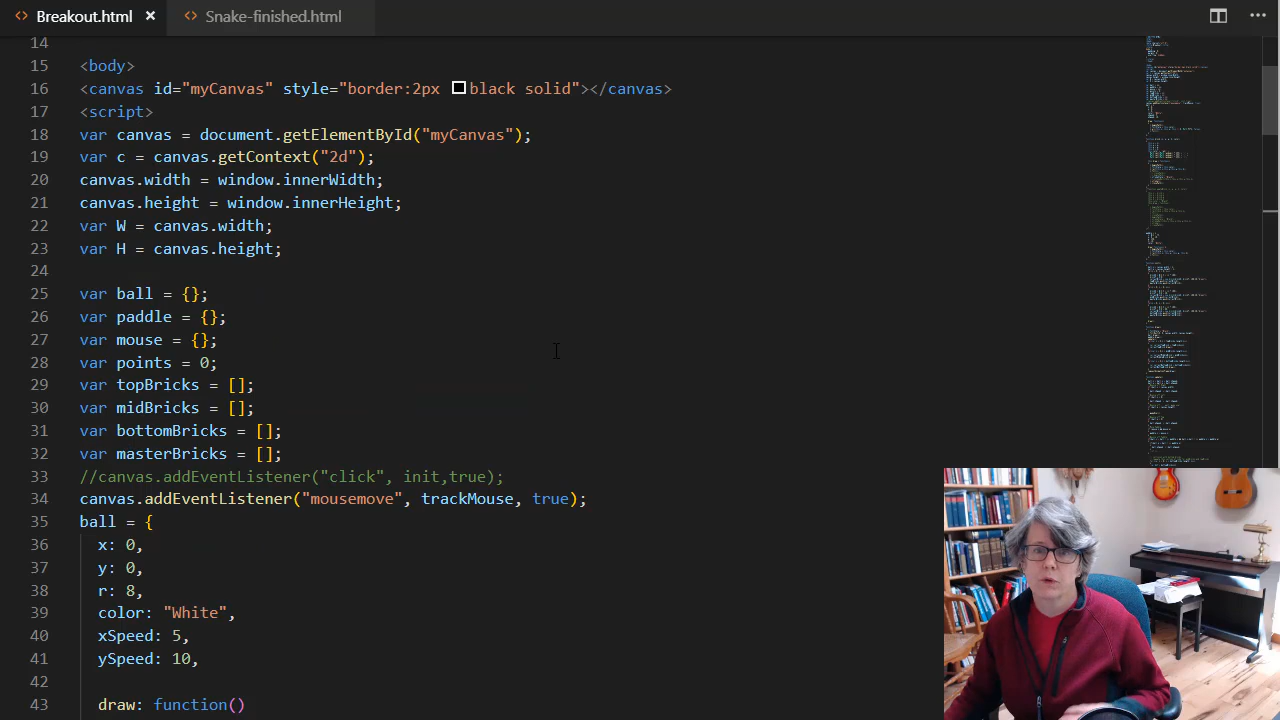 Breakout.html
Snake-finished.html
14
15 <body>
16 <canvas id="myCanvas" style="border:2px black solid"></canvas>
17 <script>
18 var canvas = document.getElementById("myCanvas");
19 var c = canvas.getContext("2d");
20 canvas.width = window.innerWidth;
21 canvas.height = window.innerHeight;
22 var W = canvas.width;
23 var H = canvas.height;
24
25 var ball = {};
26 var paddle = {};
27 var mouse = {};
28 var points = 0;
29 var topBricks = [];
30 var midBricks = [];
31 var bottomBricks = [];
32 var masterBricks = [];
33 //canvas.addEventListener("click", init,true);
34 canvas.addEventListener("mousemove", trackMouse, true);
35 ball = {
36 x: 0,
37 y: 0,
38 r: 8,
39 color: "White",
40 xSpeed: 5,
41 ySpeed: 10,
42
43 draw: function()